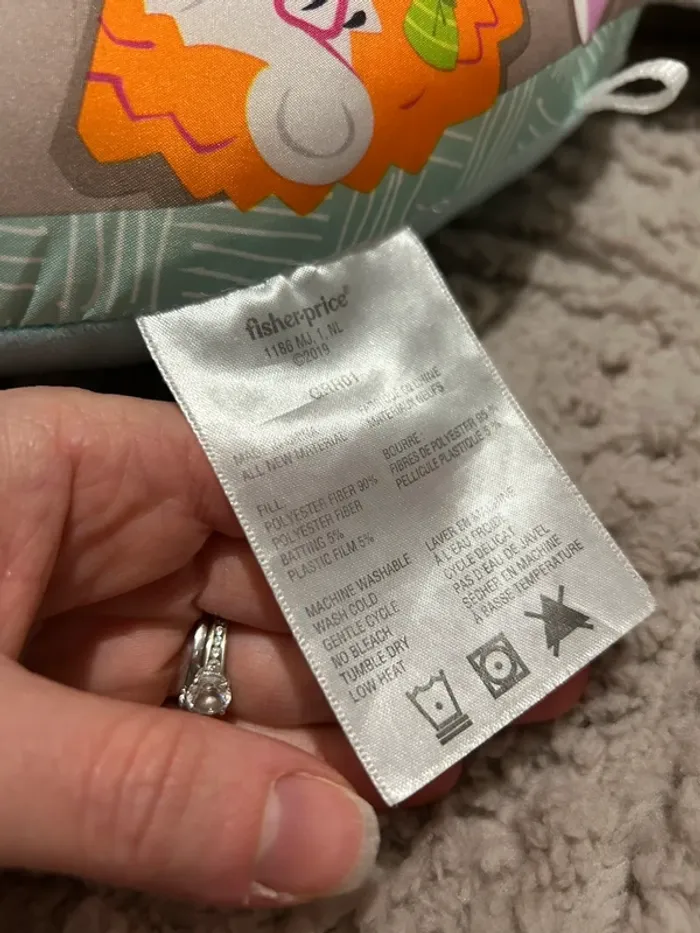 fisher-price®
1186 MJ, 1, NL
©2019
ALL NEW MATERIAL
MATERIAUX NEUFS
FILL:
POLYESTER FIBER 90%
POLYESTER FIBER
BATTING 5%
PLASTIC FILM 5%
BOURRE:
FIBRES DE POLYESTER 95 %
PELLICULE PLASTIQUE 5 %
MACHINE WASHABLE
WASH COLD
GENTLE CYCLE
NO BLEACH
TUMBLE DRY
LOW HEAT
LAVER EN MACHINE
À L'EAU FROIDE
CYCLE DÉLICAT
PAS D'EAU DE JAVEL
SÉCHER EN MACHINE
À BASSE TEMPÉRATURE